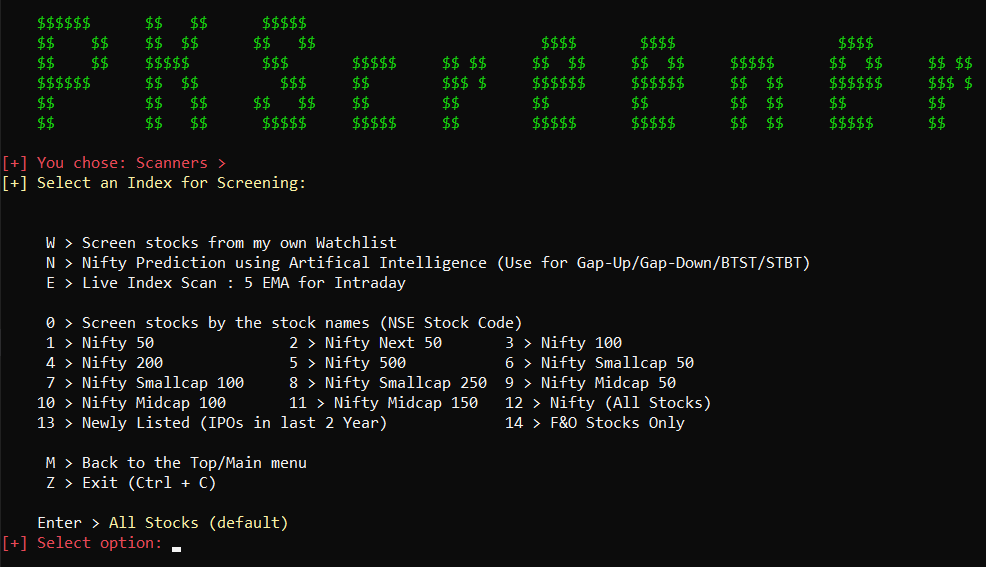 PKScreener
[+] You chose: Scanners >
[+] Select an Index for Screening:
W > Screen stocks from my own Watchlist
N > Nifty Prediction using Artifical Intelligence (Use for Gap-Up/Gap-Down/BTST/STBT)
E > Live Index Scan : 5 EMA for Intraday
0 > Screen stocks by the stock names (NSE Stock Code)
1 > Nifty 50 2 > Nifty Next 50 3 > Nifty 100
4 > Nifty 200 5 > Nifty 500 6 > Nifty Smallcap 50
7 > Nifty Smallcap 100 8 > Nifty Smallcap 250 9 > Nifty Midcap 50
10 > Nifty Midcap 100 11 > Nifty Midcap 150 12 > Nifty (All Stocks)
13 > Newly Listed (IPOs in last 2 Year) 14 > F&O Stocks Only
M > Back to the Top/Main menu
Z > Exit (Ctrl + C)
Enter > All Stocks (default)
[+] Select option: